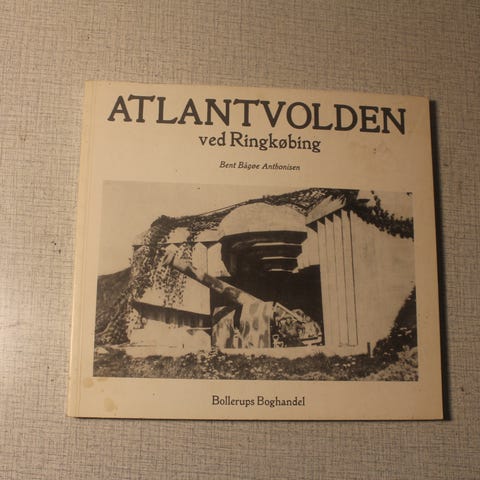 ATLANTVOLDEN
ved Ringkøbing
Bent Bågøe Anthonisen
Bollerups Boghandel